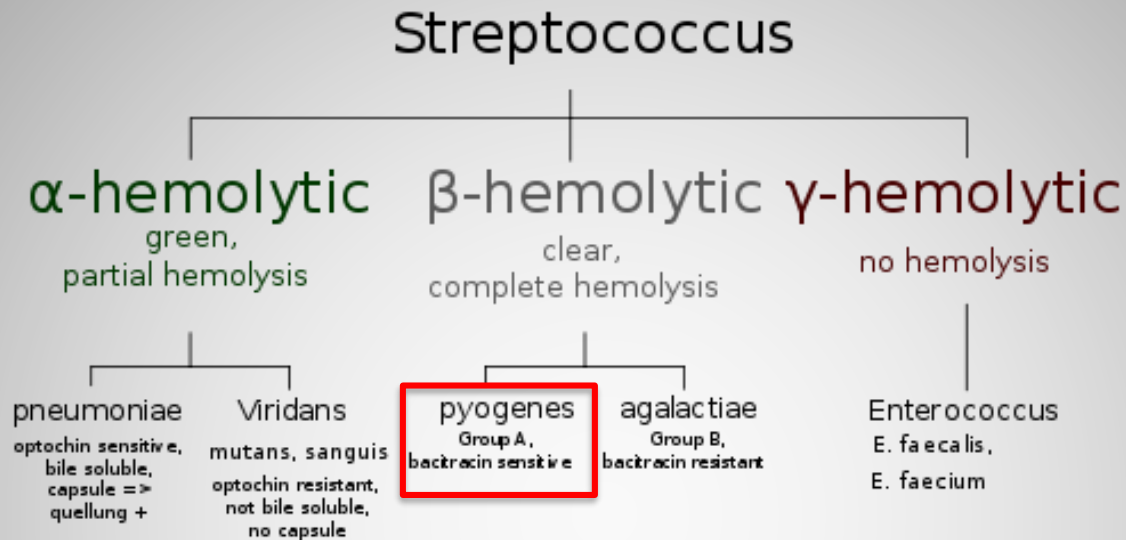 Streptococcus
α-hemolytic
green,
partial hemolysis
β-hemolytic
clear,
complete hemolysis
γ-hemolytic
no hemolysis
pneumoniae
optochin sensitive,
bile soluble,
capsule =>
quellung +
Viridans
mutans, sanguis
optochin resistant,
not bile soluble,
no capsule
pyogenes
Group A,
bacitracin sensitive
agalactiae
Group B,
bacitracin resistant
Enterococcus
E. faecalis,
E. faecium